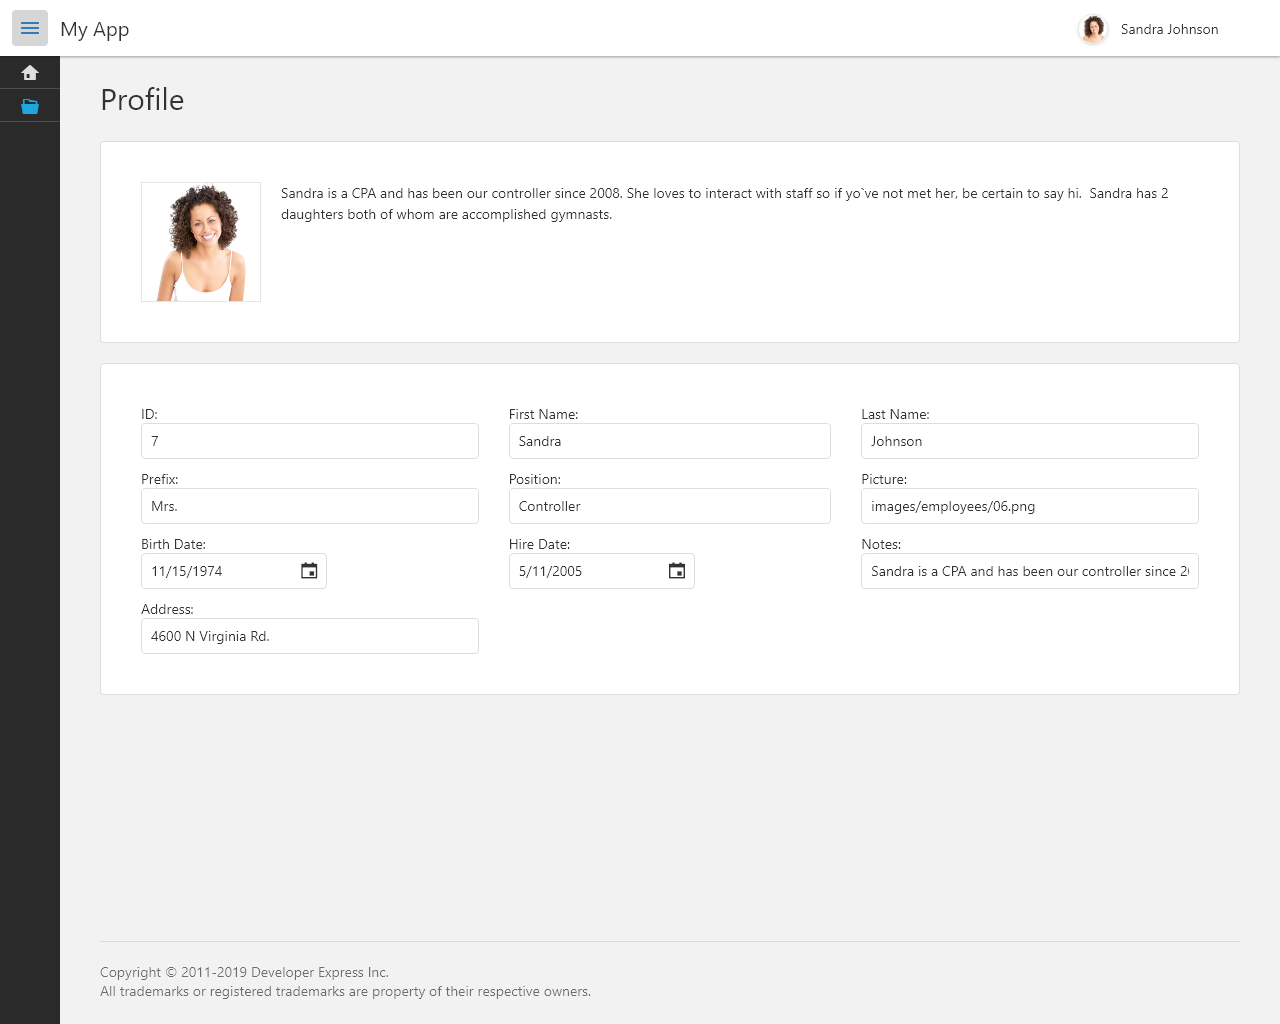 My App
Sandra Johnson
Profile
Sandra is a CPA and has been our controller since 2008. She loves to interact with staff so if yo`ve not met her, be certain to say hi.  Sandra has 2
daughters both of whom are accomplished gymnasts.
ID:
First Name:
Last Name:
7
Sandra
Johnson
Prefix:
Position:
Picture:
Mrs.
Controller
images/employees/06.png
Birth Date:
Hire Date:
Notes:
11/15/1974
5/11/2005
Sandra is a CPA and has been our controller since
Address:
4600 N Virginia Rd.
Copyright © 2011-2019 Developer Express Inc.
All trademarks or registered trademarks are property of their respective owners.